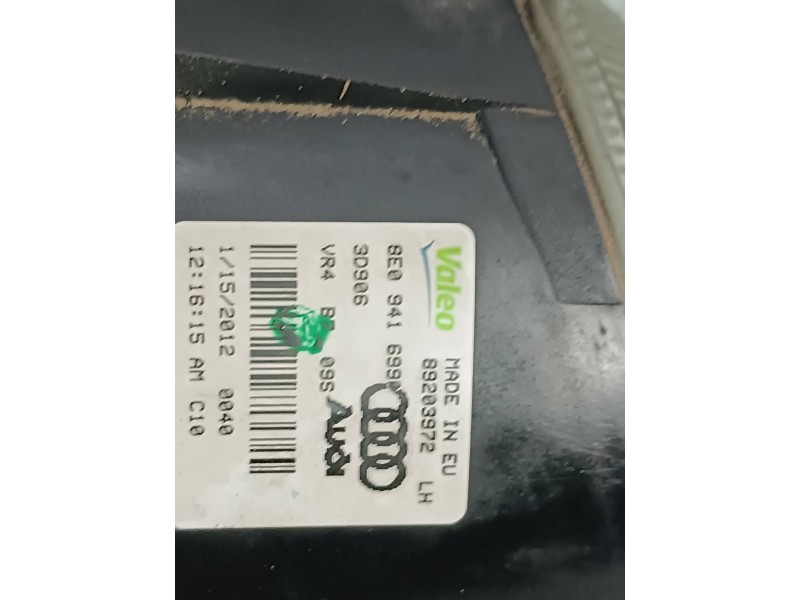 Valeo MADE IN EU
89203972 LH
8E0 941 699
3D906
VR4 09S
Audi
1/15/2012 0040
12:16:15 AM C10